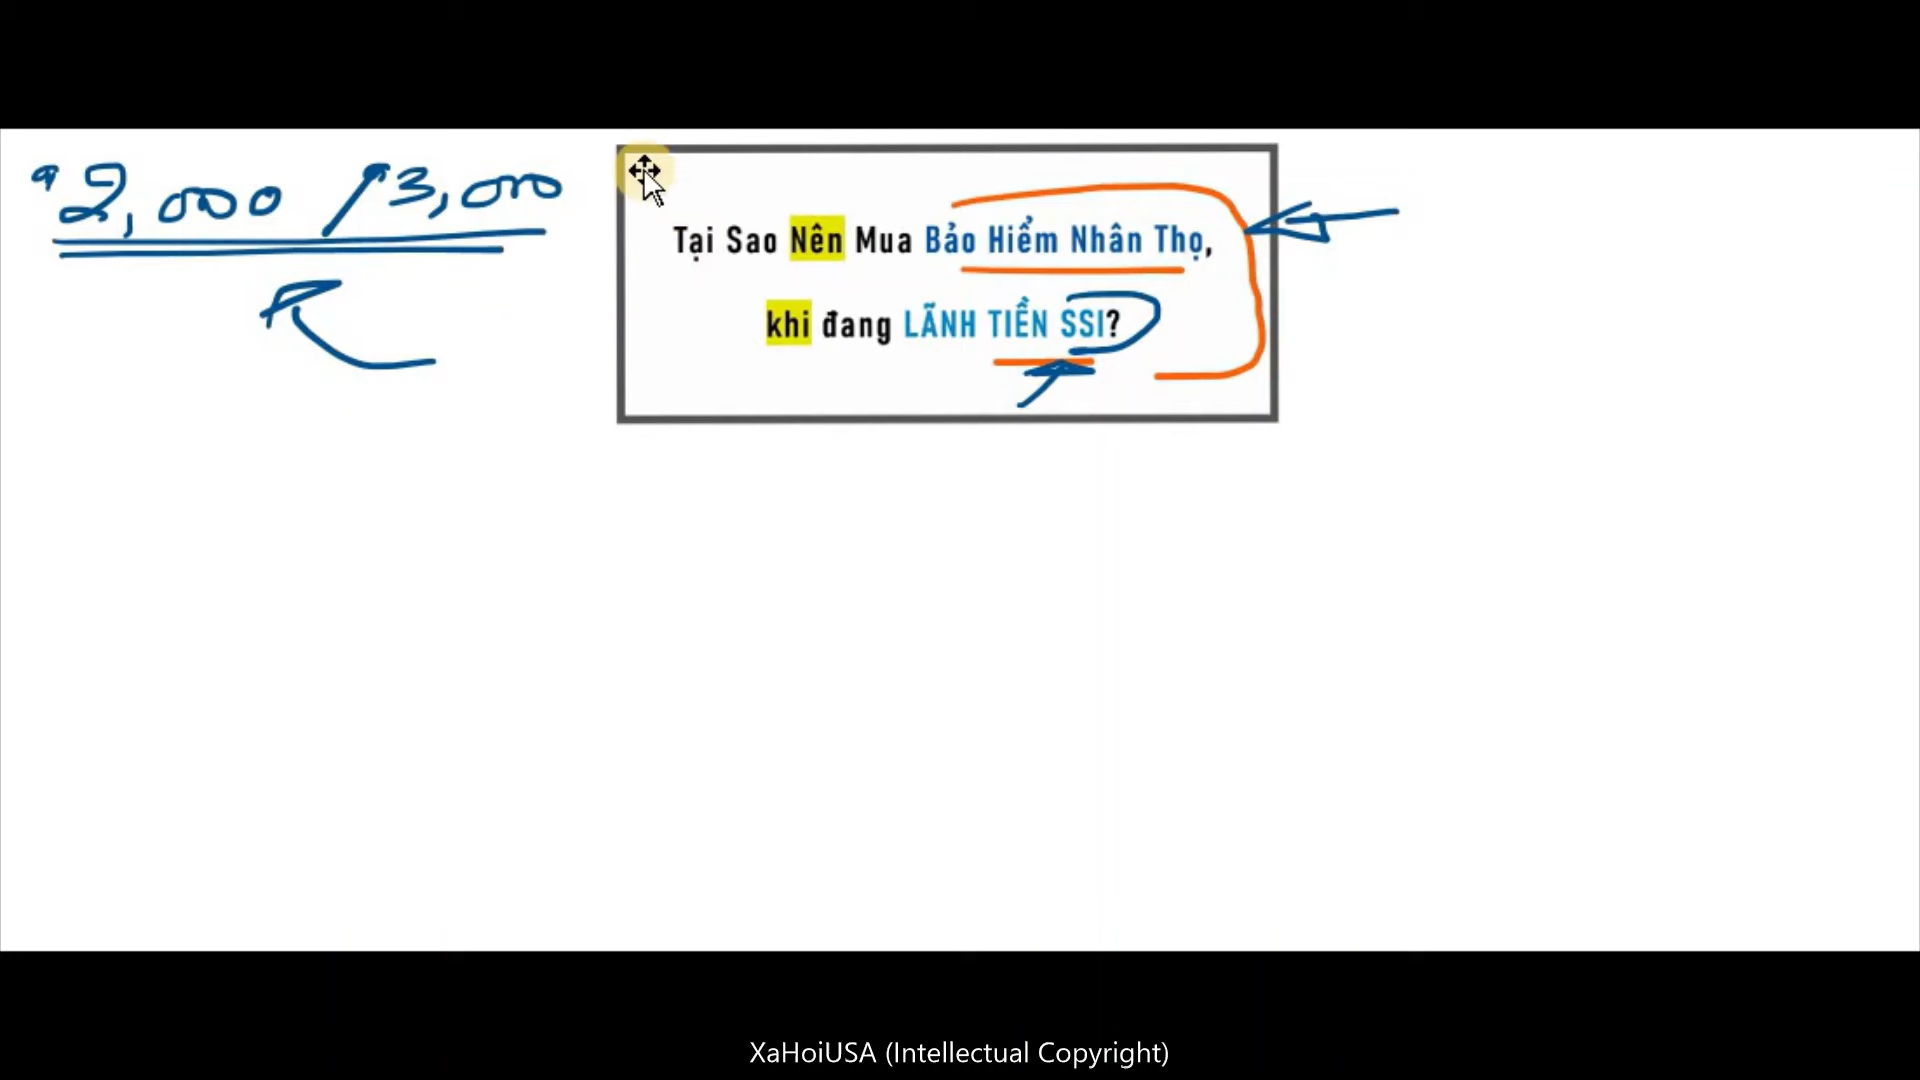 $2,000 / $3,000
Tại Sao Nên Mua Bảo Hiểm Nhân Thọ,
khi đang LÃNH TIỀN SSI?
XaHoiUSA (Intellectual Copyright)